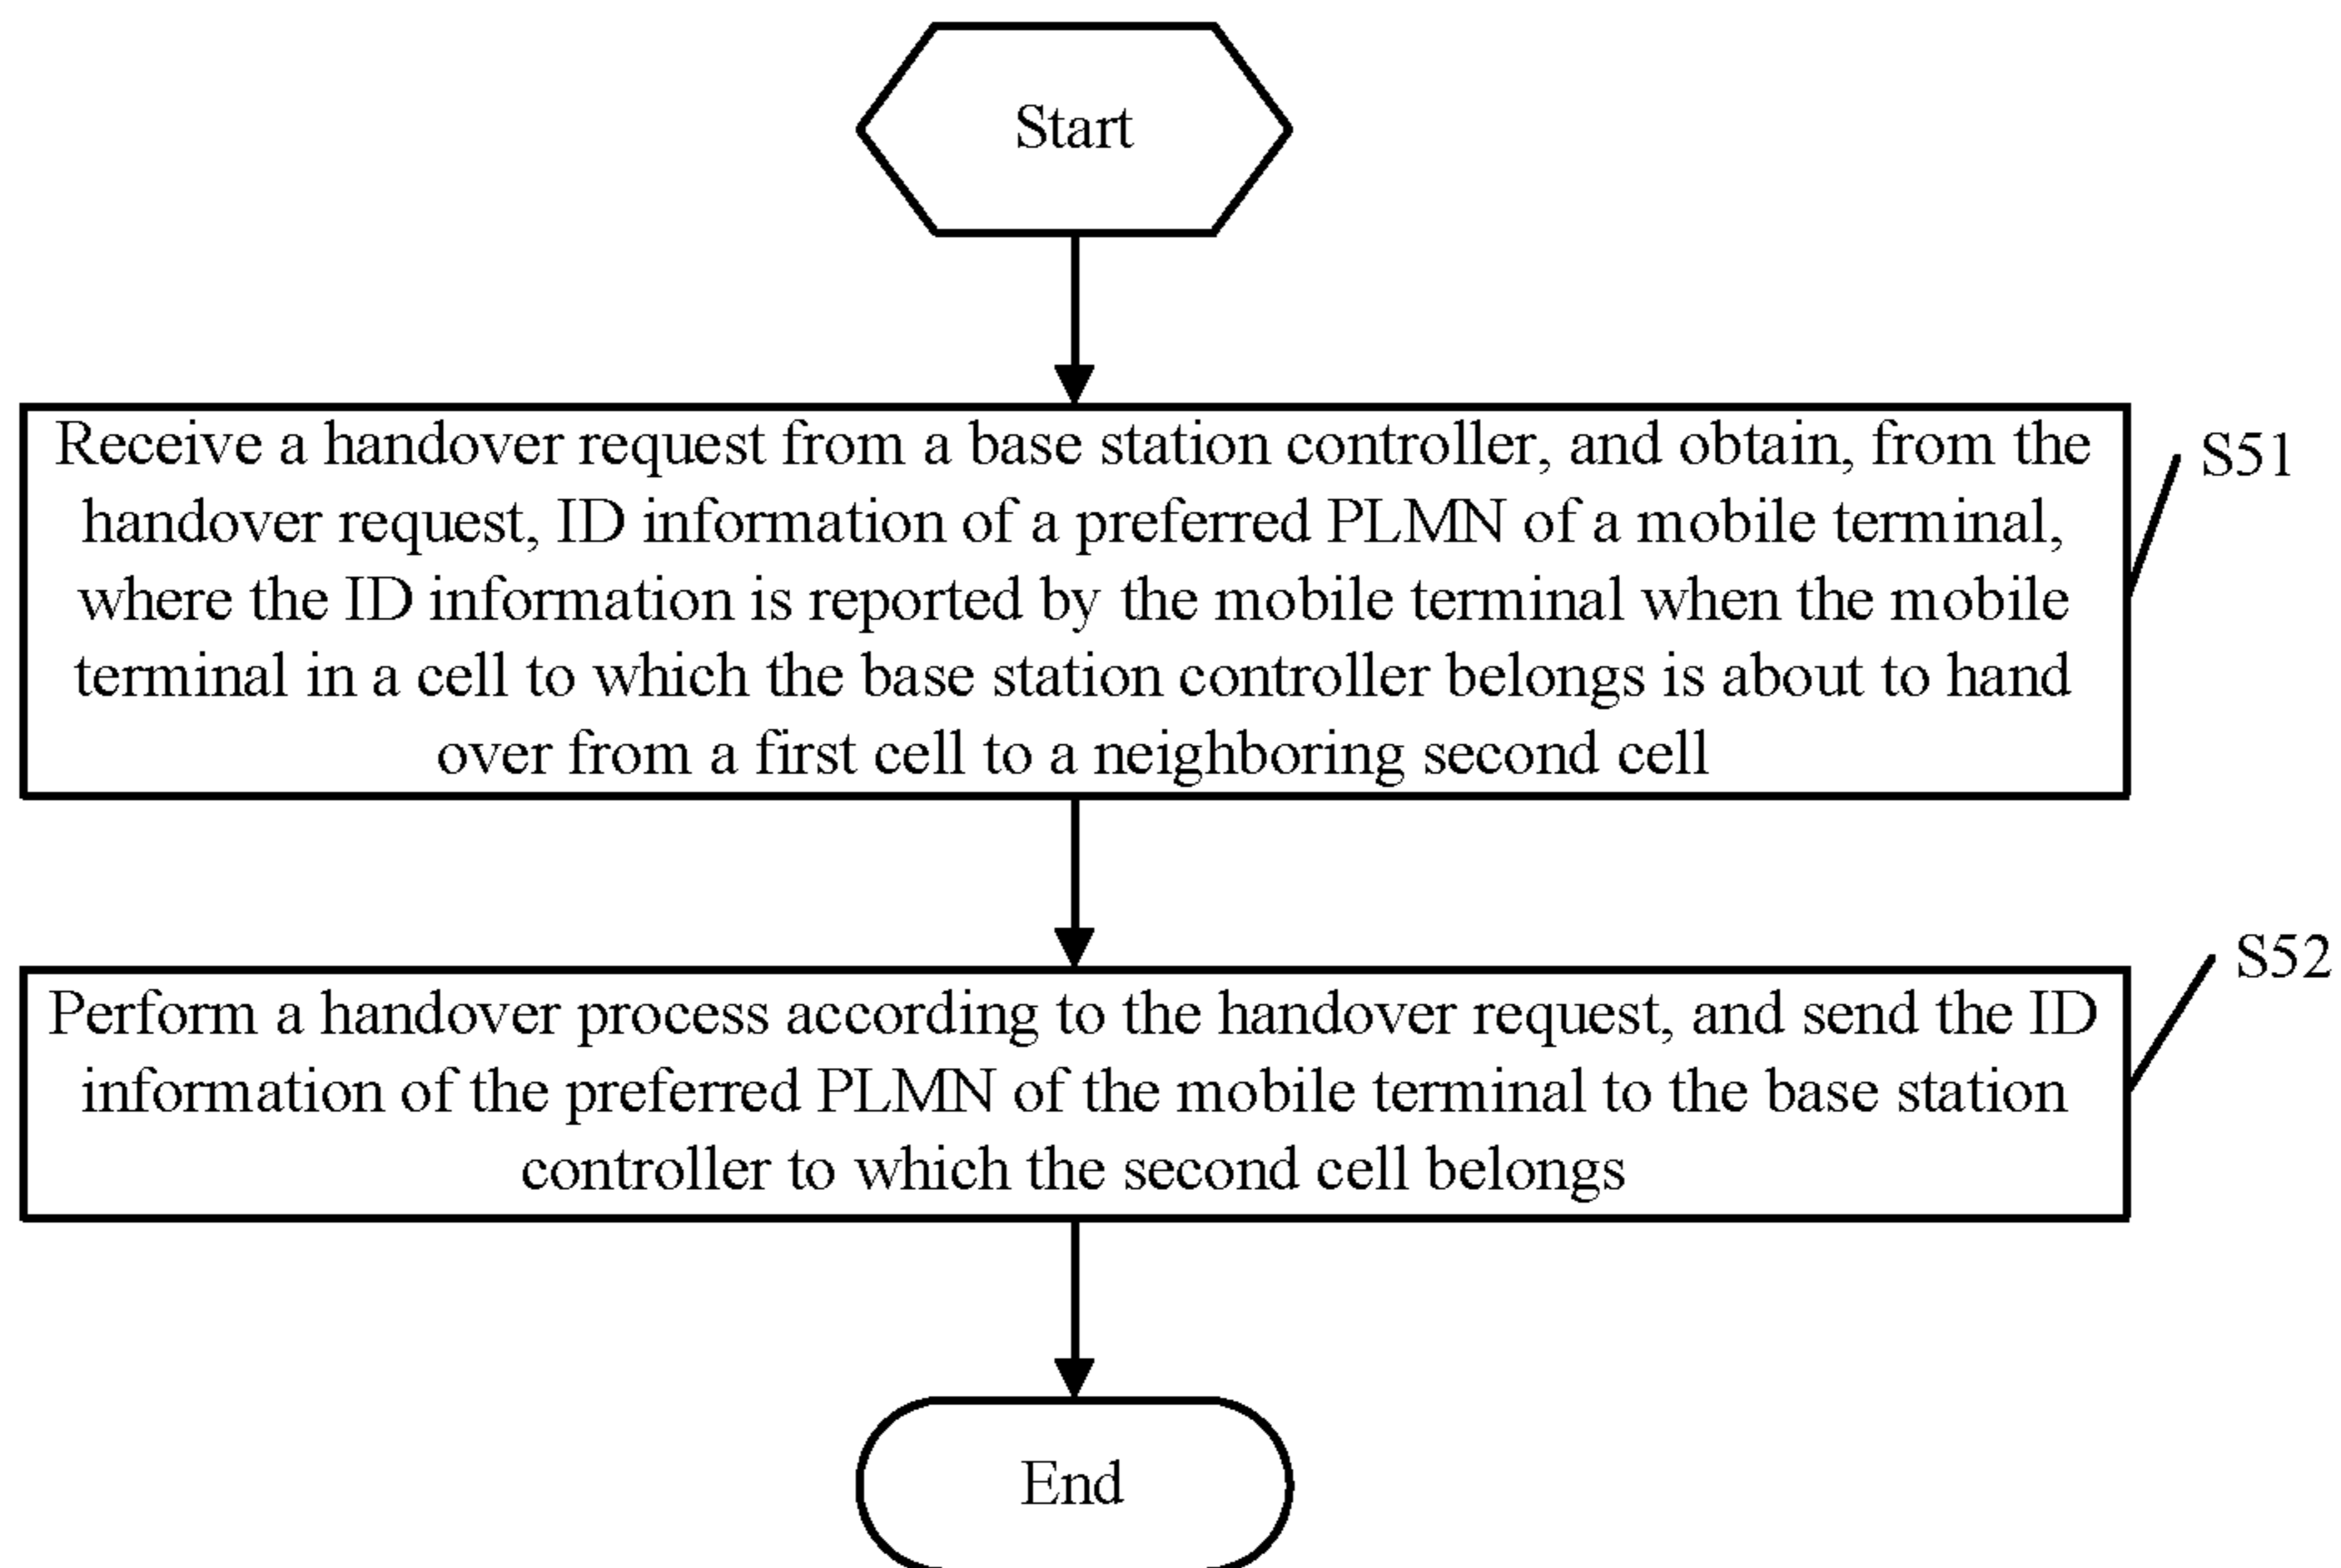 Start
Receive a handover request from a base station controller, and obtain, from the
handover request, ID information of a preferred PLMN of a mobile terminal,
where the ID information is reported by the mobile terminal when the mobile
terminal in a cell to which the base station controller belongs is about to hand
over from a first cell to a neighboring second cell
S51
Perform a handover process according to the handover request, and send the ID
information of the preferred PLMN of the mobile terminal to the base station
controller to which the second cell belongs
S52
End